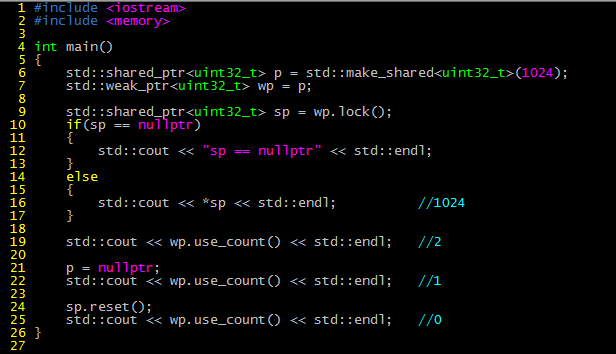 1 #include <iostream>
2 #include <memory>
3
4 int main()
5 {
6     std::shared_ptr<uint32_t> p = std::make_shared<uint32_t>(1024);
7     std::weak_ptr<uint32_t> wp = p;
8
9     std::shared_ptr<uint32_t> sp = wp.lock();
10     if(sp == nullptr)
11     {
12         std::cout << "sp == nullptr" << std::endl;
13     }
14     else
15     {
16         std::cout << *sp << std::endl;          //1024
17     }
18
19     std::cout << wp.use_count() << std::endl;   //2
20
21     p = nullptr;
22     std::cout << wp.use_count() << std::endl;   //1
23
24     sp.reset();
25     std::cout << wp.use_count() << std::endl;   //0
26 }
27